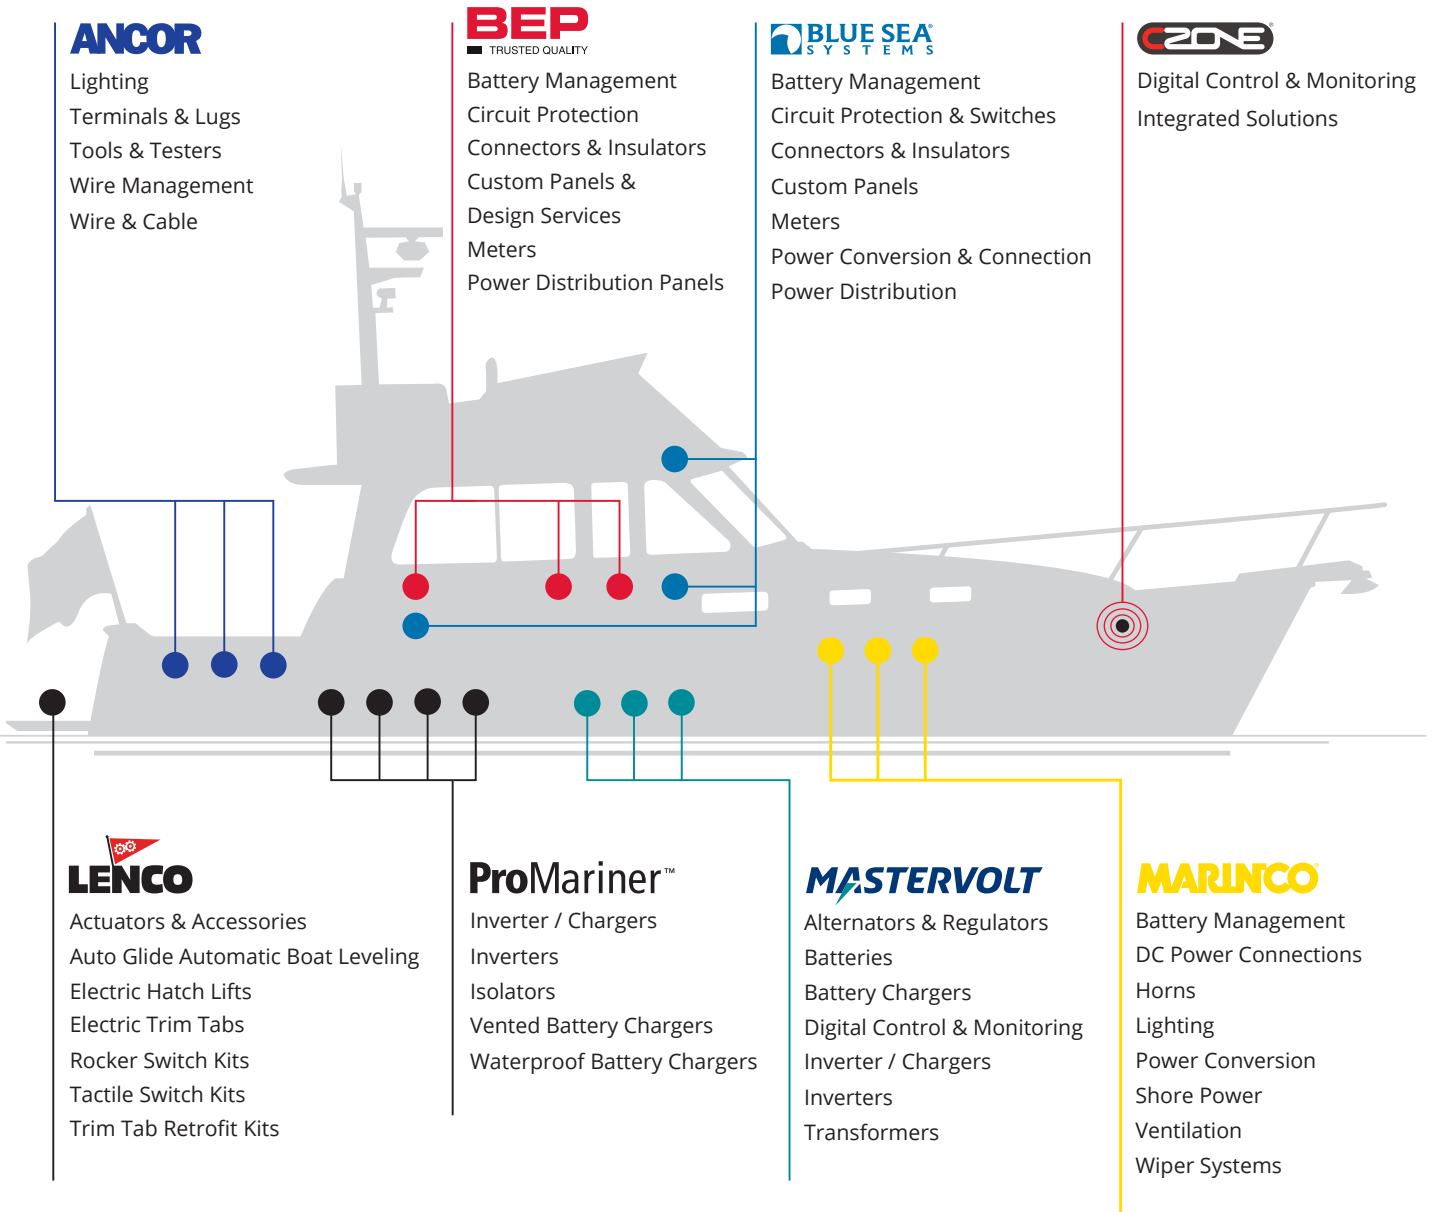 ANCOR
Lighting
Terminals & Lugs
Tools & Testers
Wire Management
Wire & Cable
BEP
TRUSTED QUALITY
Battery Management
Circuit Protection
Connectors & Insulators
Custom Panels &
Design Services
Meters
Power Distribution Panels
BLUE SEA®
SYSTEMS
Battery Management
Circuit Protection & Switches
Connectors & Insulators
Custom Panels
Meters
Power Conversion & Connection
Power Distribution
CZONE®
Digital Control & Monitoring
Integrated Solutions
LENCO
Actuators & Accessories
Auto Glide Automatic Boat Leveling
Electric Hatch Lifts
Electric Trim Tabs
Rocker Switch Kits
Tactile Switch Kits
Trim Tab Retrofit Kits
ProMariner™
Inverter / Chargers
Inverters
Isolators
Vented Battery Chargers
Waterproof Battery Chargers
MASTERVOLT
Alternators & Regulators
Batteries
Battery Chargers
Digital Control & Monitoring
Inverter / Chargers
Inverters
Transformers
MARINCO®
Battery Management
DC Power Connections
Horns
Lighting
Power Conversion
Shore Power
Ventilation
Wiper Systems